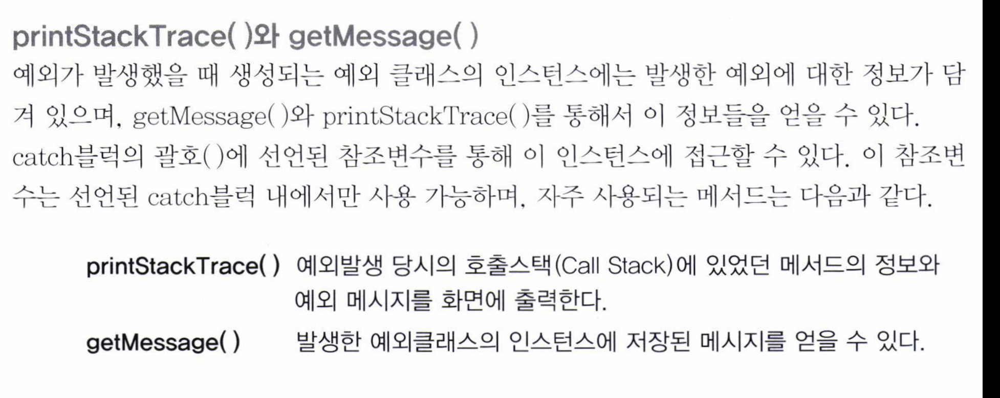 printStackTrace( )와 getMessage( )
예외가 발생했을 때 생성되는 예외 클래스의 인스턴스에는 발생한 예외에 대한 정보가 담
겨 있으며, getMessage( )와 printStackTrace( )를 통해서 이 정보들을 얻을 수 있다.
catch블럭의 괄호( )에 선언된 참조변수를 통해 이 인스턴스에 접근할 수 있다. 이 참조변
수는 선언된 catch블럭 내에서만 사용 가능하며, 자주 사용되는 메서드는 다음과 같다.
printStackTrace( ) 예외발생 당시의 호출스택(Call Stack)에 있었던 메서드의 정보와
예외 메시지를 화면에 출력한다.
getMessage( ) 발생한 예외클래스의 인스턴스에 저장된 메시지를 얻을 수 있다.